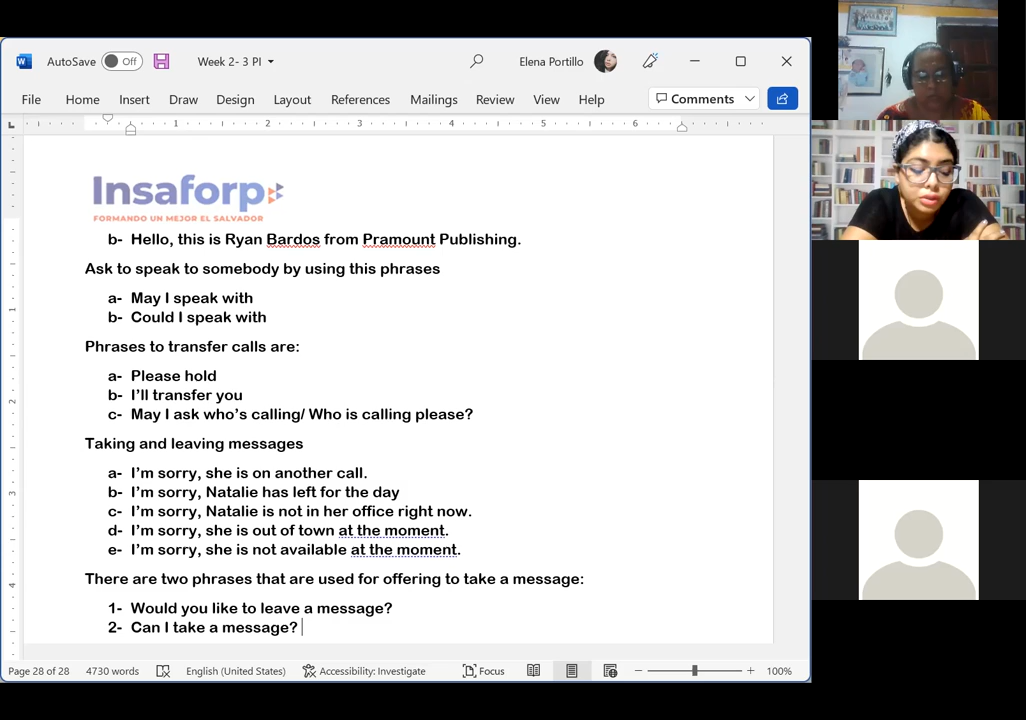 AutoSave Off Week 2- 3 PI Elena Portillo
File Home Insert Draw Design Layout References Mailings Review View Help Comments
1 2 3 4 5 6
Insaforp
FORMANDO UN MEJOR EL SALVADOR
b- Hello, this is Ryan Bardos from Pramount Publishing.
Ask to speak to somebody by using this phrases
a- May I speak with
b- Could I speak with
Phrases to transfer calls are:
a- Please hold
b- I’ll transfer you
c- May I ask who’s calling/ Who is calling please?
Taking and leaving messages
a- I’m sorry, she is on another call.
b- I’m sorry, Natalie has left for the day
c- I’m sorry, Natalie is not in her office right now.
d- I’m sorry, she is out of town at the moment.
e- I’m sorry, she is not available at the moment.
There are two phrases that are used for offering to take a message:
1- Would you like to leave a message?
2- Can I take a message?
Page 28 of 28 4730 words English (United States) Accessibility: Investigate Focus 100%